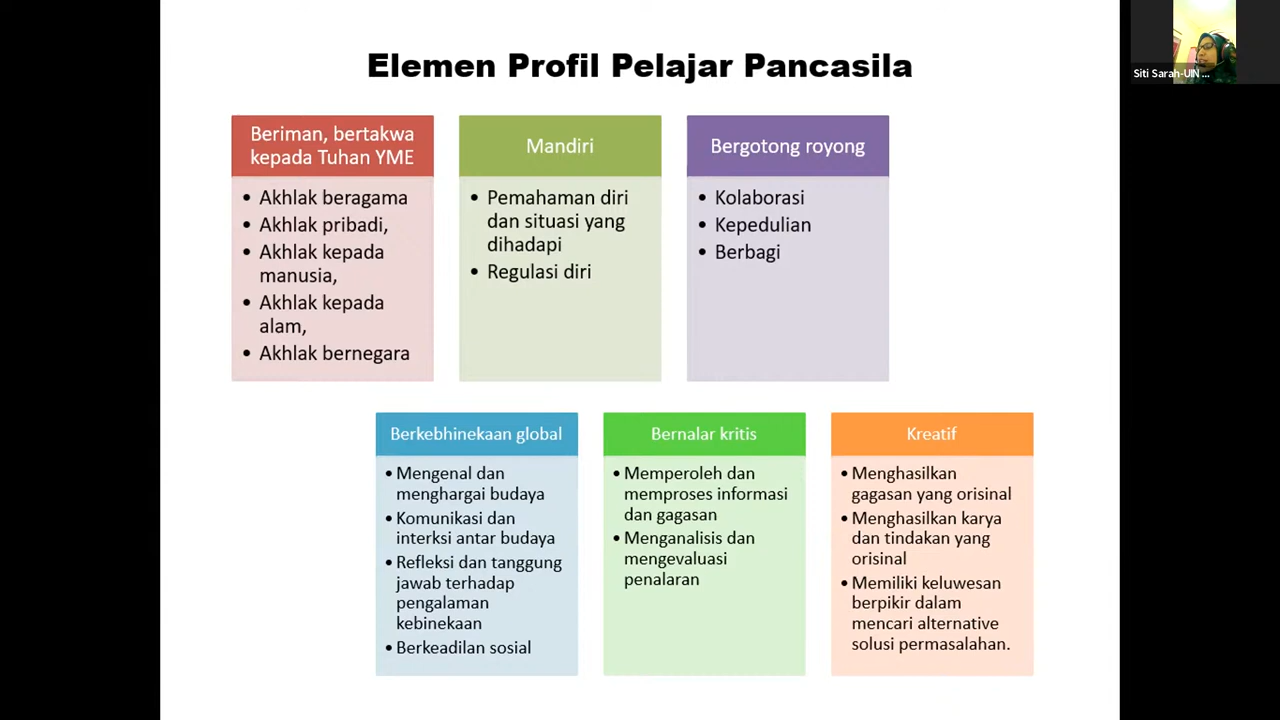 Elemen Profil Pelajar Pancasila
Siti Sarah-UIN ...
Beriman, bertakwa
kepada Tuhan YME
• Akhlak beragama
• Akhlak pribadi,
• Akhlak kepada
manusia,
• Akhlak kepada
alam,
• Akhlak bernegara
Mandiri
• Pemahaman diri
dan situasi yang
dihadapi
• Regulasi diri
Bergotong royong
• Kolaborasi
• Kepedulian
• Berbagi
Berkebhinekaan global
• Mengenal dan
menghargai budaya
• Komunikasi dan
interksi antar budaya
• Refleksi dan tanggung
jawab terhadap
pengalaman
kebinekaan
• Berkeadilan sosial
Bernalar kritis
• Memperoleh dan
memproses informasi
dan gagasan
• Menganalisis dan
mengevaluasi
penalaran
Kreatif
• Menghasilkan
gagasan yang orisinal
• Menghasilkan karya
dan tindakan yang
orisinal
• Memiliki keluwesan
berpikir dalam
mencari alternative
solusi permasalahan.